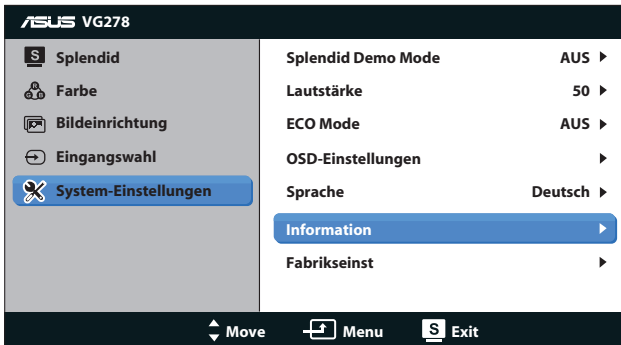 ASUS VG278
S Splendid
Farbe
Bildeinrichtung
Eingangswahl
System-Einstellungen
Splendid Demo Mode AUS
Lautstärke 50
ECO Mode AUS
OSD-Einstellungen
Sprache Deutsch
Information
Fabrikseinst
Move Menu S Exit